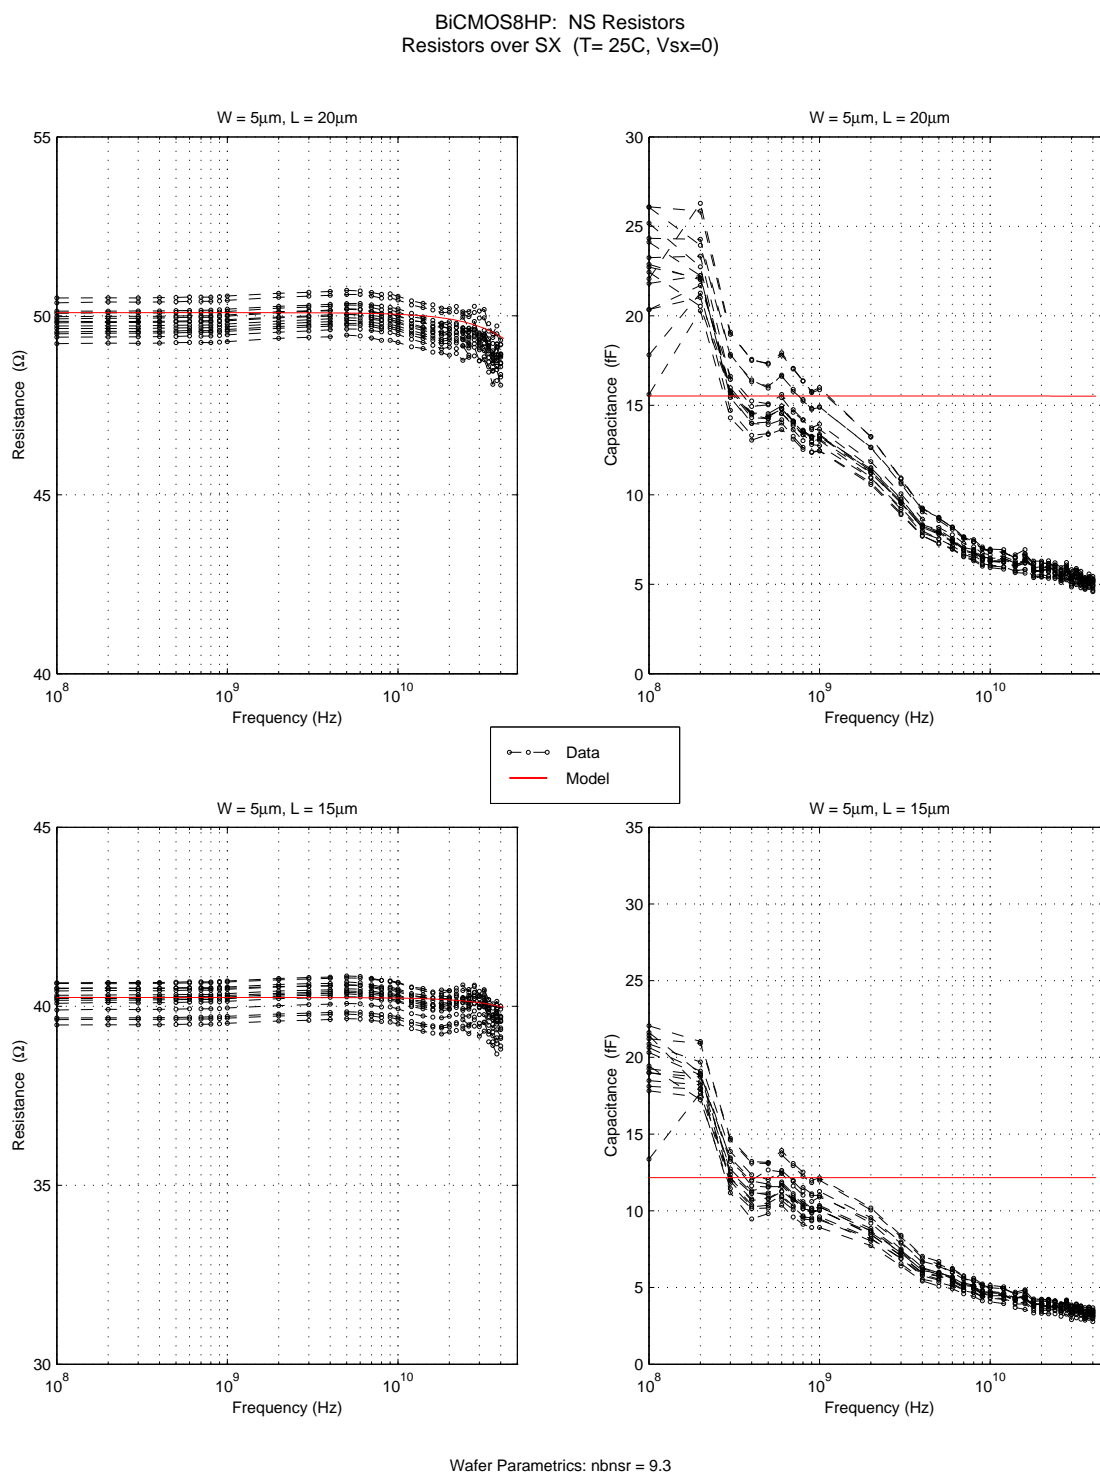 BiCMOS8HP: NS Resistors
Resistors over SX (T= 25C, Vsx=0)
W = 5μm, L = 20μm
55
50
45
40
Resistance (Ω)
10^8
10^9
10^10
Frequency (Hz)
W = 5μm, L = 20μm
30
25
20
15
10
5
0
Capacitance (fF)
10^8
10^9
10^10
Frequency (Hz)
Data
Model
W = 5μm, L = 15μm
45
40
35
30
Resistance (Ω)
10^8
10^9
10^10
Frequency (Hz)
W = 5μm, L = 15μm
35
30
25
20
15
10
5
0
Capacitance (fF)
10^8
10^9
10^10
Frequency (Hz)
Wafer Parametrics: nbnsr = 9.3